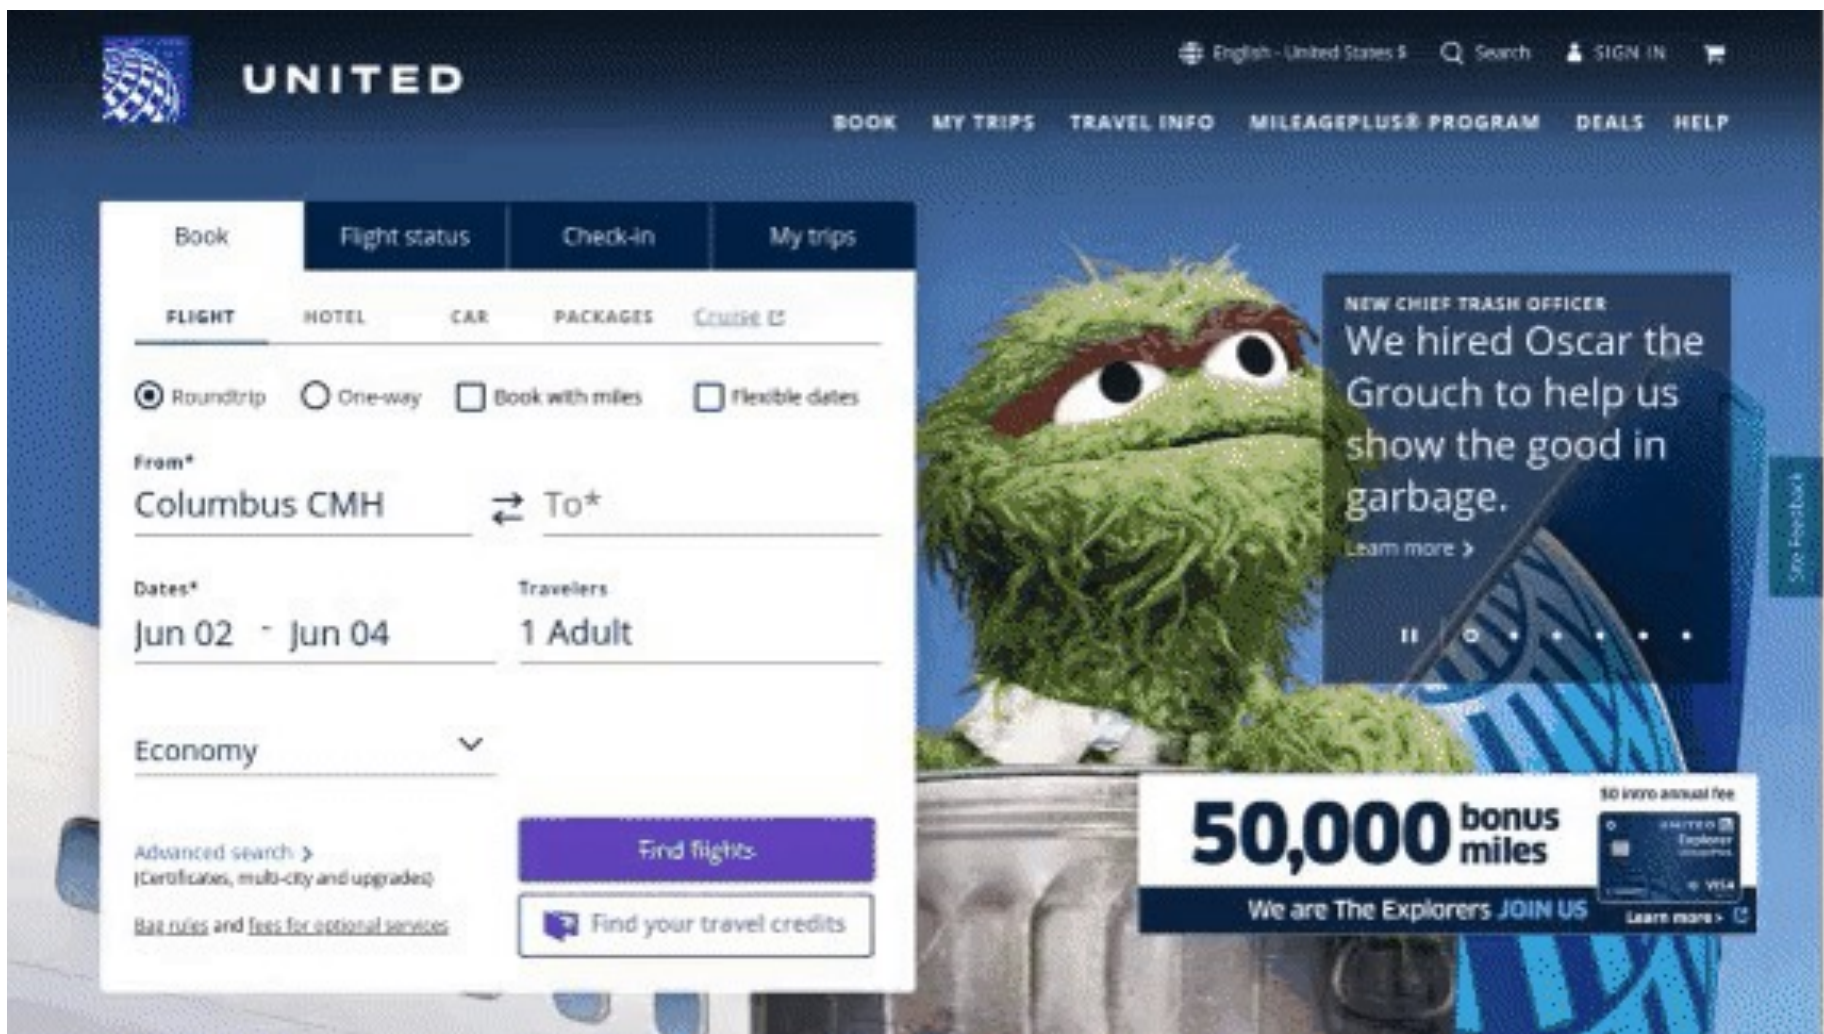 UNITED
English - United States $
Search
SIGN IN
BOOK
MY TRIPS
TRAVEL INFO
MILEAGEPLUS® PROGRAM
DEALS
HELP
Book
Flight status
Check-in
My trips
FLIGHT
HOTEL
CAR
PACKAGES
Cruise
Roundtrip
One-way
Book with miles
Flexible dates
From*
Columbus CMH
To*
Dates*
Jun 02 - Jun 04
Travelers
1 Adult
Economy
Advanced search >
(Certificates, multi-city and upgrades)
Bag rules and fees for optional services
Find flights
Find your travel credits
NEW CHIEF TRASH OFFICER
We hired Oscar the
Grouch to help us
show the good in
garbage.
Learn more >
Site Feedback
50,000 bonus
miles
$0 intro annual fee
UNITED
Explorer
VISA
We are The Explorers JOIN US
Learn more >